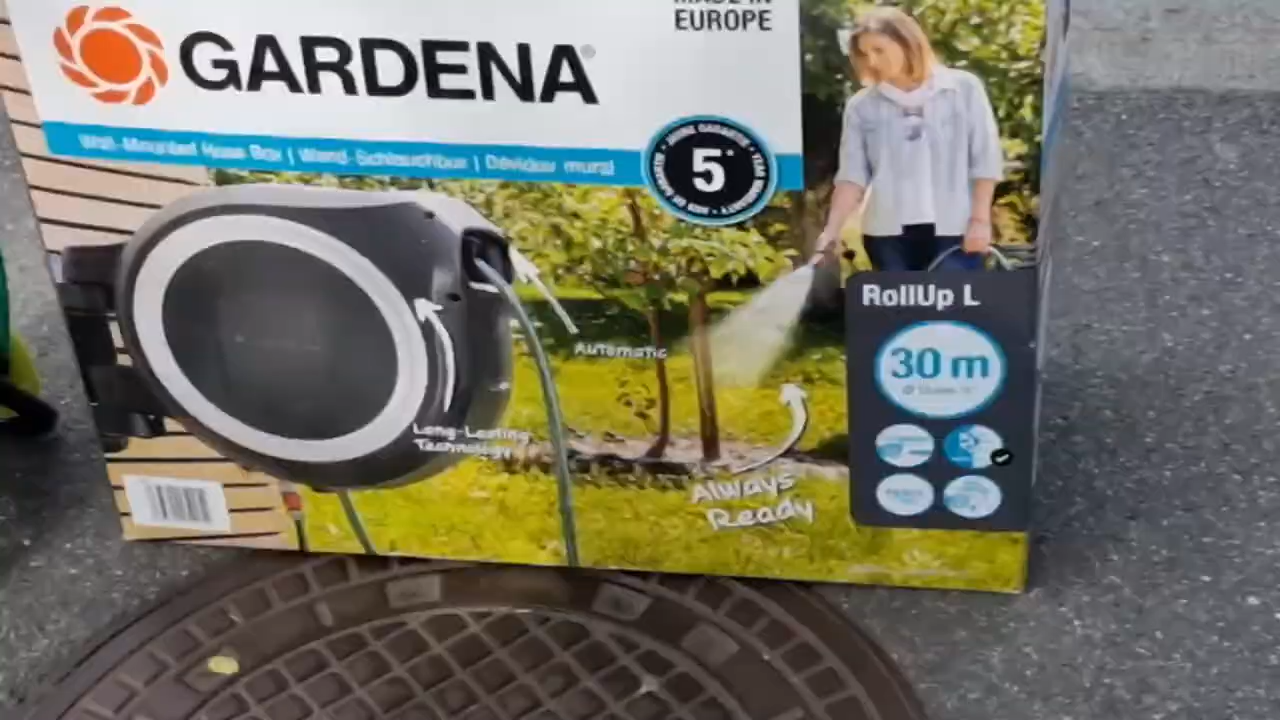 MADE IN
EUROPE
GARDENA®
Wall-Mounted Hose Box | Wand-Schlauchbox | Dévidoir mural
5
RollUp L
30 m
Automatic
Long-Lasting
Technology
Always
Ready